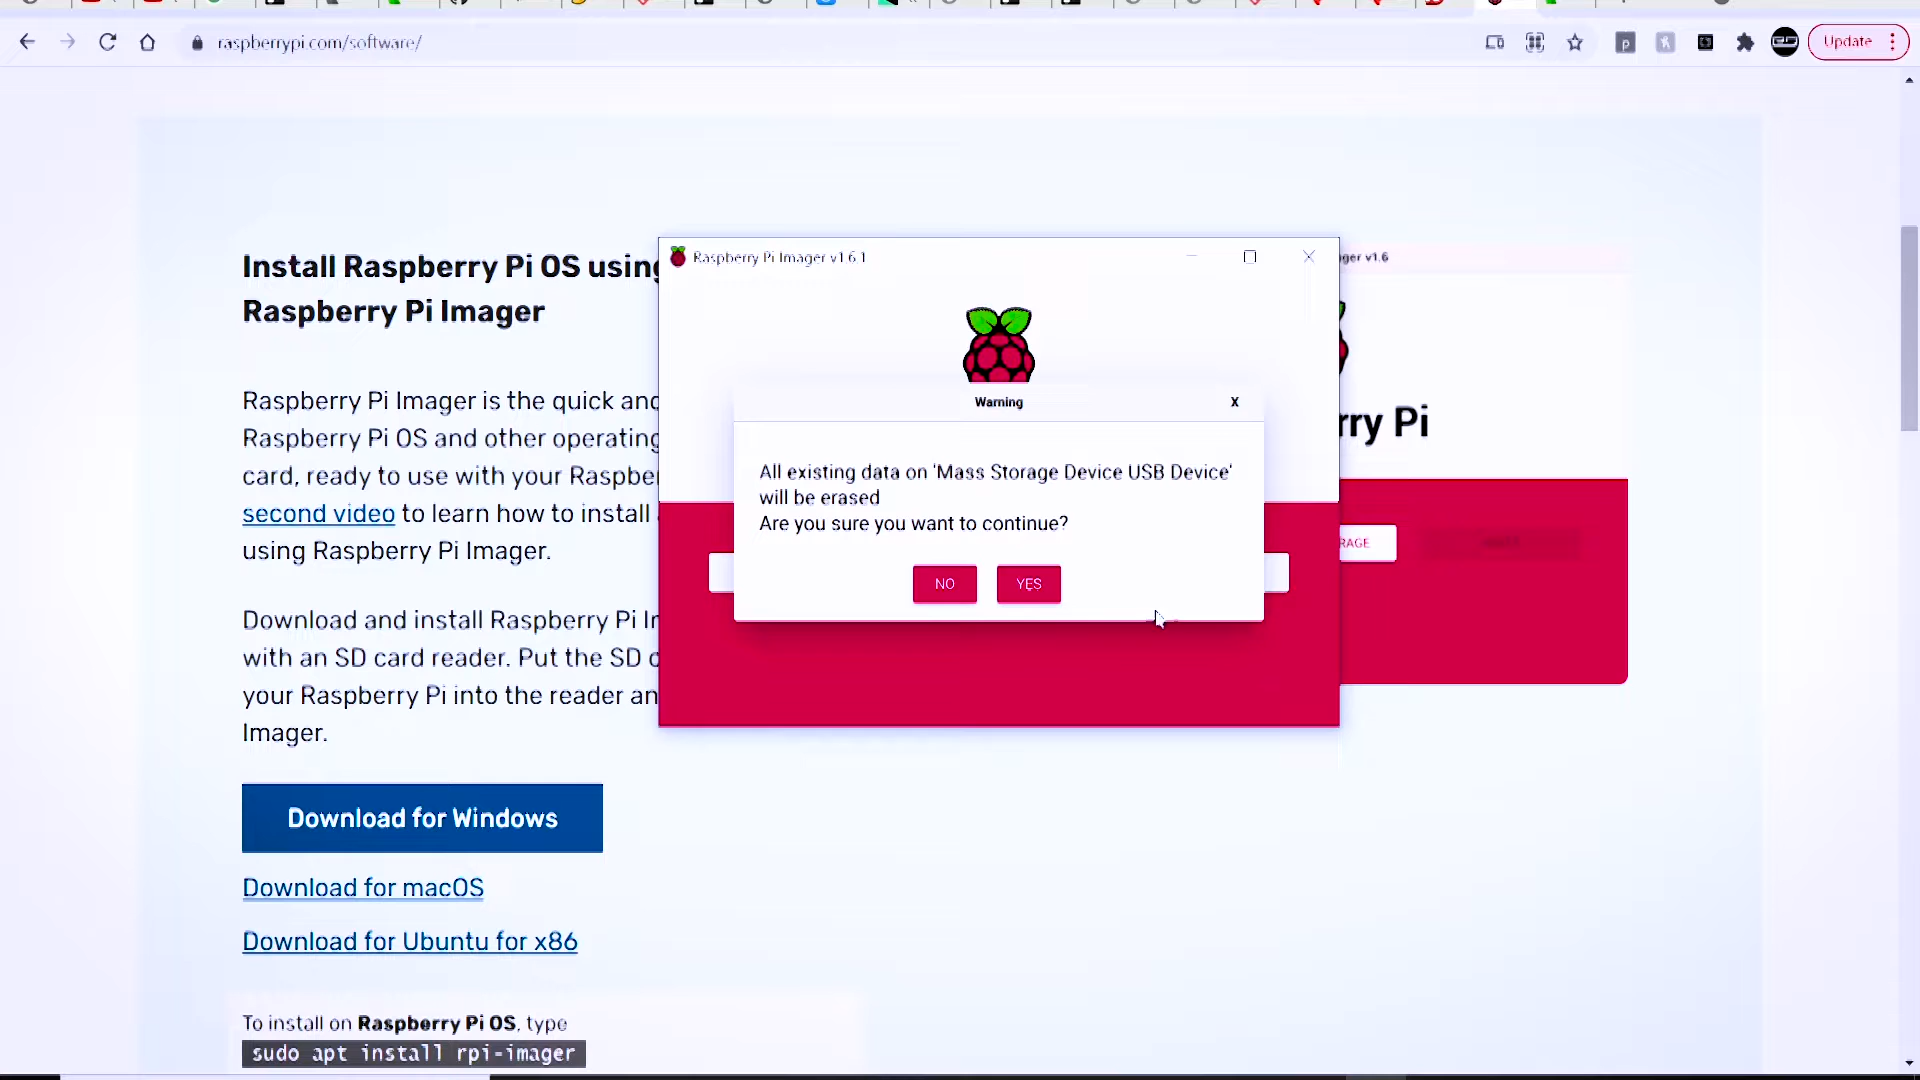 raspberrypi.com/software/
Update
Install Raspberry Pi OS using
Raspberry Pi Imager
Raspberry Pi Imager is the quick and
Raspberry Pi OS and other operating
card, ready to use with your Raspbe
second video to learn how to install
using Raspberry Pi Imager.
Download and install Raspberry Pi I
with an SD card reader. Put the SD
your Raspberry Pi into the reader an
Imager.
Download for Windows
Download for macOS
Download for Ubuntu for x86
To install on Raspberry Pi OS, type
sudo apt install rpi-imager
Raspberry Pi Imager v1.6.1
Warning
X
All existing data on 'Mass Storage Device USB Device'
will be erased
Are you sure you want to continue?
NO
YES
ger v1.6
rry Pi
RAGE